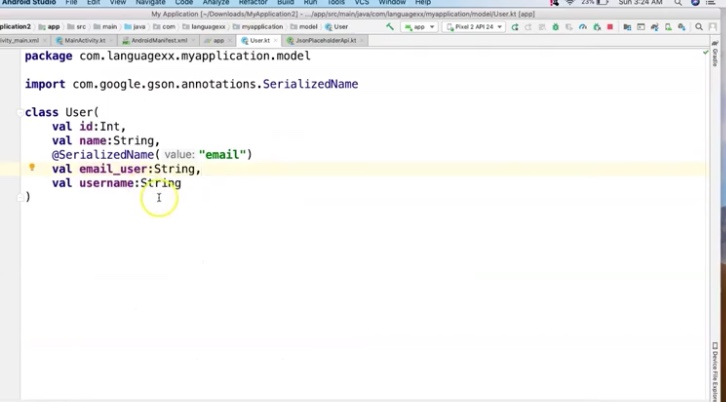 Android Studio File Edit View Navigate Code Analyze Refactor Build Run Tools VCS Window Help 23% Sun 3:24 AM
My Application [~/Downloads/MyApplication2] - .../app/src/main/java/com/languagexx/myapplication/model/User.kt [app]
plication2 app src main java com languagexx myapplication model User app Pixel 2 API 24
ivity_main.xml MainActivity.kt AndroidManifest.xml app User.kt JsonPlaceholderApi.kt
package com.languagexx.myapplication.model
import com.google.gson.annotations.SerializedName
class User(
val id:Int,
val name:String,
@SerializedName( value: "email")
val email_user:String,
val username:String
)
Gradle
Device File Explorer